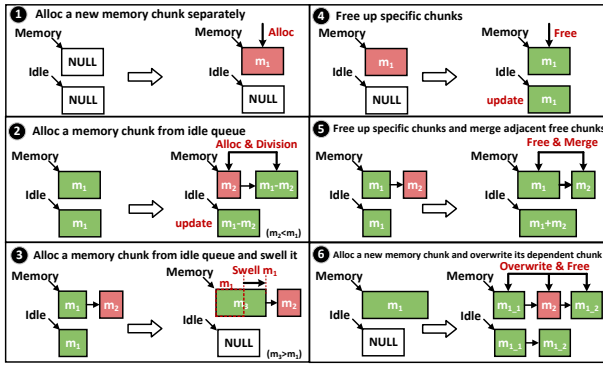 1 Alloc a new memory chunk separately
Memory
NULL
Idle
NULL
Alloc
Memory
m1
Idle
NULL
4 Free up specific chunks
Memory
m1
Idle
NULL
Free
Memory
m1
Idle
update
m1
2 Alloc a memory chunk from idle queue
Memory
m1
Idle
m1
Alloc & Division
Memory
m2
m1-m2
Idle
update
m1-m2
(m2<m1)
5 Free up specific chunks and merge adjacent free chunks
Memory
m1
m2
Idle
m1
Free & Merge
Memory
m1
m2
Idle
m1+m2
3 Alloc a memory chunk from idle queue and swell it
Memory
m1
m2
Idle
m1
Memory
Swell m1
m1
m3
m2
Idle
NULL
(m3>m1)
6 Alloc a new memory chunk and overwrite its dependent chunk
Memory
m1
Idle
NULL
Overwrite & Free
Memory
m1_1
m2
m1_2
Idle
m1_1
m1_2